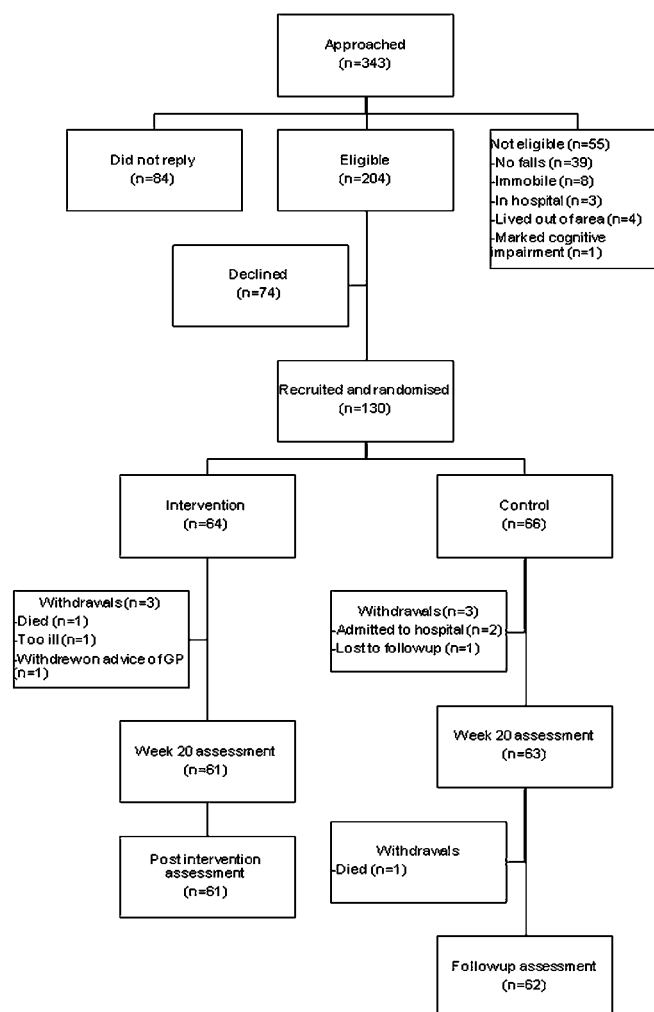 Approached
(n=343)
Did not reply
(n=84)
Eligible
(n=204)
Not eligible (n=55)
-No falls (n=39)
-Immobile (n=8)
-In hospital (n=3)
-Lived out of area (n=4)
-Marked cognitive
impairment (n=1)
Declined
(n=74)
Recruited and randomised
(n=130)
Intervention
(n=64)
Control
(n=66)
Withdrawals (n=3)
-Died (n=1)
-Too ill (n=1)
-Withdrew on advice of GP
(n=1)
Withdrawals (n=3)
-Admitted to hospital (n=2)
-Lost to followup (n=1)
Week 20 assessment
(n=61)
Week 20 assessment
(n=63)
Post intervention
assessment
(n=61)
Withdrawals
-Died (n=1)
Followup assessment
(n=62)